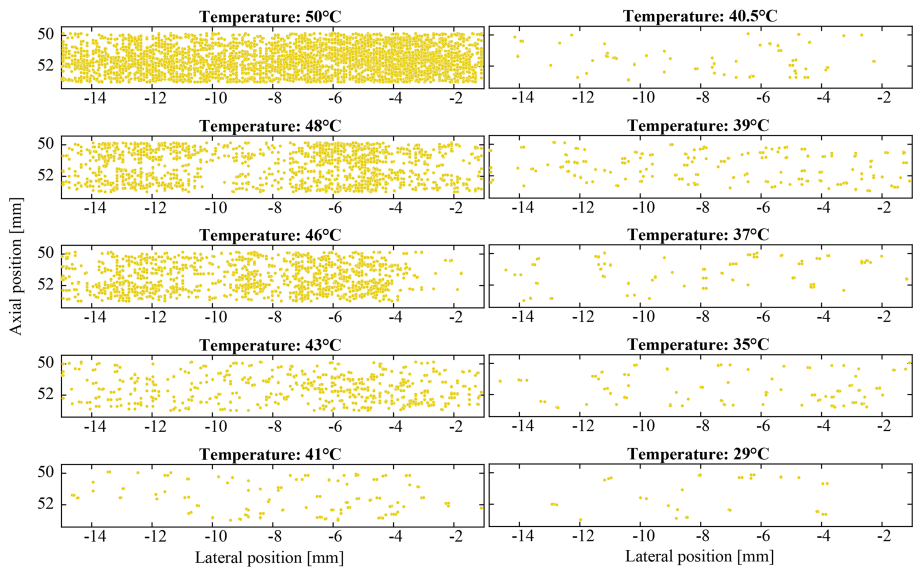 Temperature: 50°C
50
52
-14 -12 -10 -8 -6 -4 -2
Temperature: 40.5°C
-14 -12 -10 -8 -6 -4 -2
Temperature: 48°C
50
52
-14 -12 -10 -8 -6 -4 -2
Temperature: 39°C
-14 -12 -10 -8 -6 -4 -2
Axial position [mm]
Temperature: 46°C
50
52
-14 -12 -10 -8 -6 -4 -2
Temperature: 37°C
-14 -12 -10 -8 -6 -4 -2
Temperature: 43°C
50
52
-14 -12 -10 -8 -6 -4 -2
Temperature: 35°C
-14 -12 -10 -8 -6 -4 -2
Temperature: 41°C
50
52
-14 -12 -10 -8 -6 -4 -2
Lateral position [mm]
Temperature: 29°C
-14 -12 -10 -8 -6 -4 -2
Lateral position [mm]